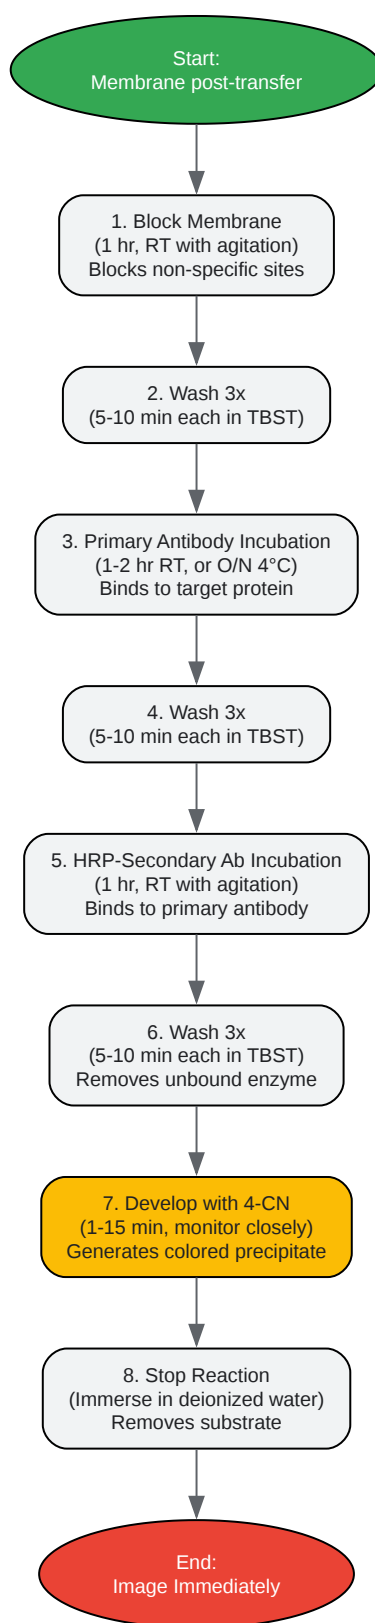 Start:
Membrane post-transfer
1. Block Membrane
(1 hr, RT with agitation)
Blocks non-specific sites
2. Wash 3x
(5-10 min each in TBST)
3. Primary Antibody Incubation
(1-2 hr RT, or O/N 4°C)
Binds to target protein
4. Wash 3x
(5-10 min each in TBST)
5. HRP-Secondary Ab Incubation
(1 hr, RT with agitation)
Binds to primary antibody
6. Wash 3x
(5-10 min each in TBST)
Removes unbound enzyme
7. Develop with 4-CN
(1-15 min, monitor closely)
Generates colored precipitate
8. Stop Reaction
(Immerse in deionized water)
Removes substrate
End:
Image Immediately